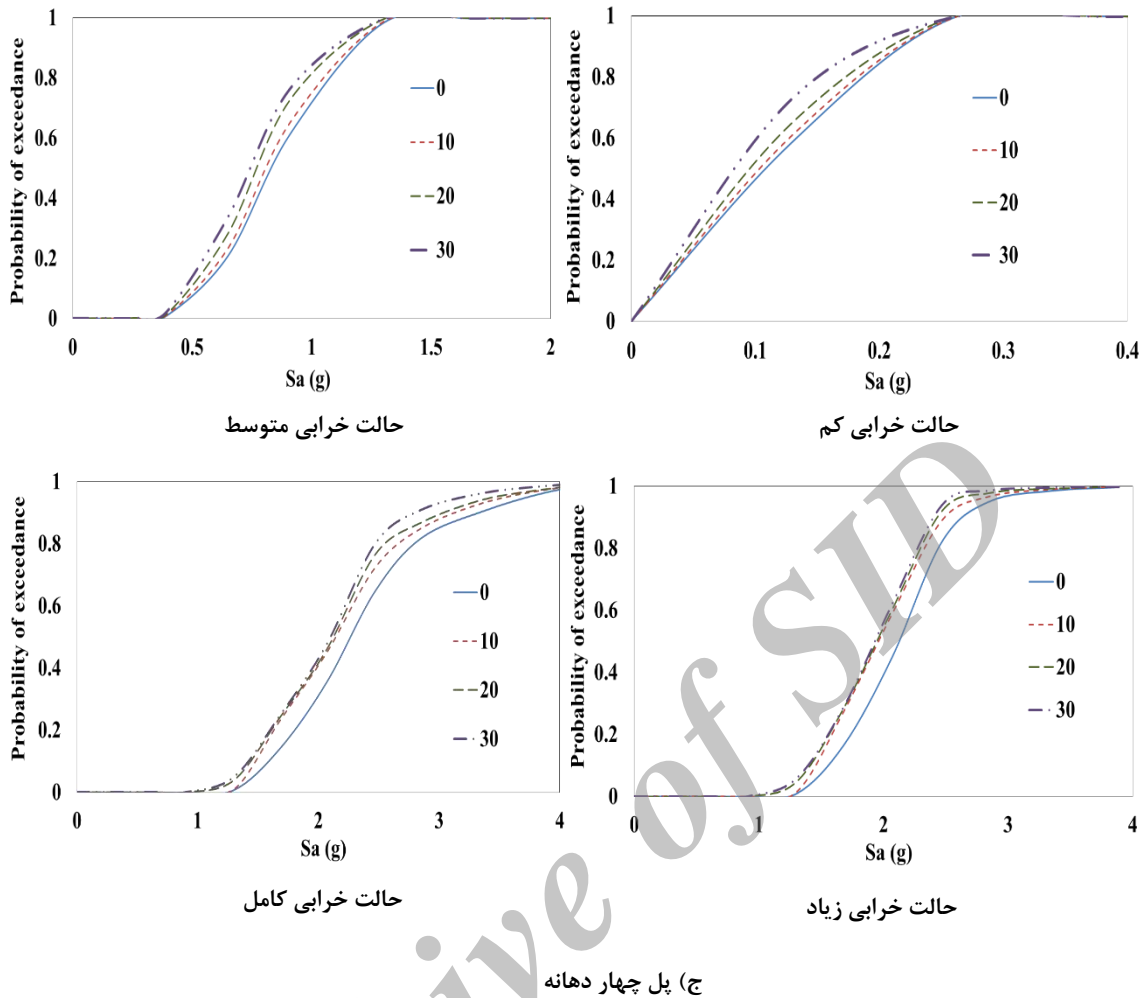 Probability of exceedance
1
0.8
0.6
0.4
0.2
0
0
10
20
30
0 0.5 1 1.5 2
Sa (g)
حالت خرابی متوسط
Probability of exceedance
1
0.8
0.6
0.4
0.2
0
0
10
20
30
0 0.1 0.2 0.3 0.4
Sa (g)
حالت خرابی کم
Probability of exceedance
1
0.8
0.6
0.4
0.2
0
0
10
20
30
0 1 2 3 4
Sa (g)
حالت خرابی کامل
Probability of exceedance
1
0.8
0.6
0.4
0.2
0
0
10
20
30
0 1 2 3 4
Sa (g)
حالت خرابی زیاد
ج) پل چهار دهانه
ive of SID